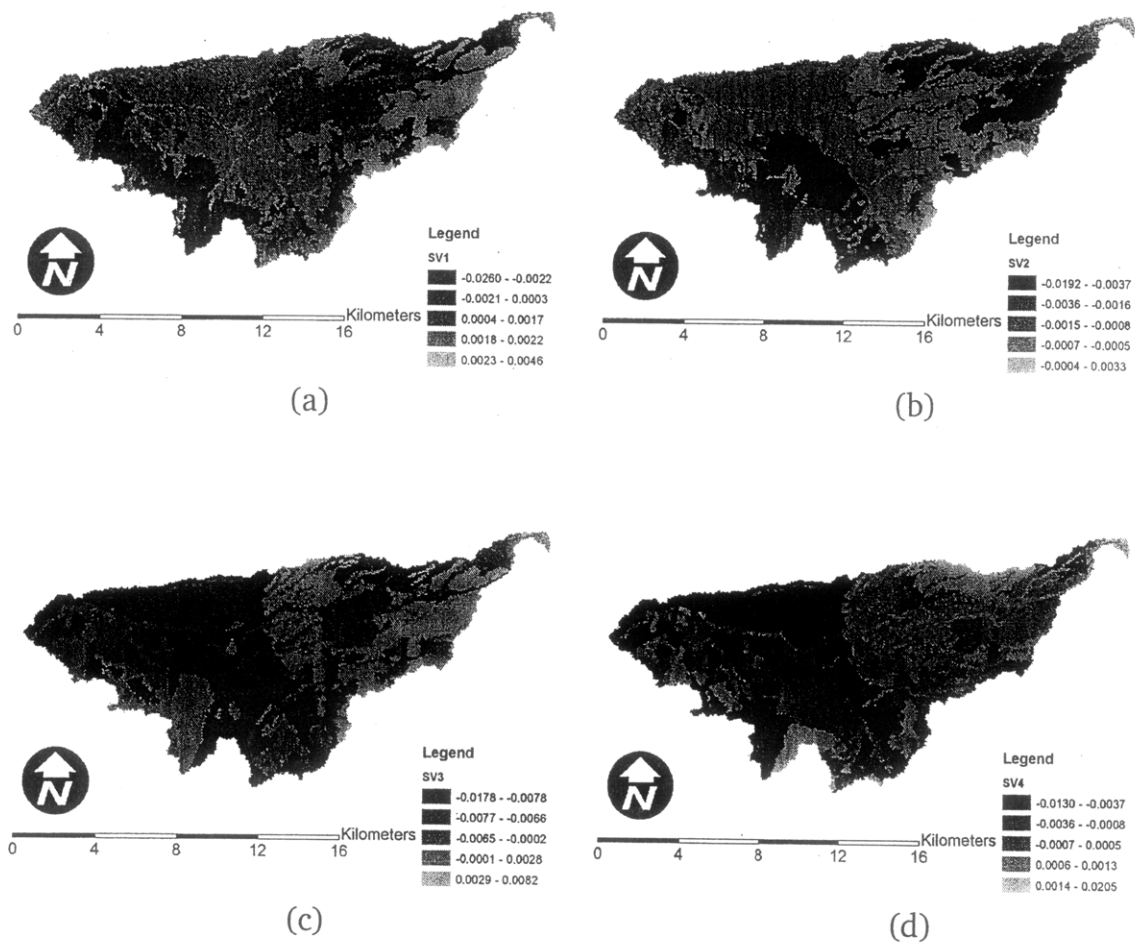 N
Legend
SV1
-0.0260 - -0.0022
-0.0021 - 0.0003
0.0004 - 0.0017
0.0018 - 0.0022
0.0023 - 0.0046
Kilometers
0 4 8 12 16
(a)
N
Legend
SV2
-0.0192 - -0.0037
-0.0036 - -0.0016
-0.0015 - -0.0008
-0.0007 - -0.0005
-0.0004 - 0.0033
Kilometers
0 4 8 12 16
(b)
N
Legend
SV3
-0.0178 - -0.0078
-0.0077 - -0.0066
-0.0065 - -0.0002
-0.0001 - 0.0028
0.0029 - 0.0082
Kilometers
0 4 8 12 16
(c)
N
Legend
SV4
-0.0130 - -0.0037
-0.0036 - -0.0008
-0.0007 - 0.0005
0.0006 - 0.0013
0.0014 - 0.0205
Kilometers
0 4 8 12 16
(d)